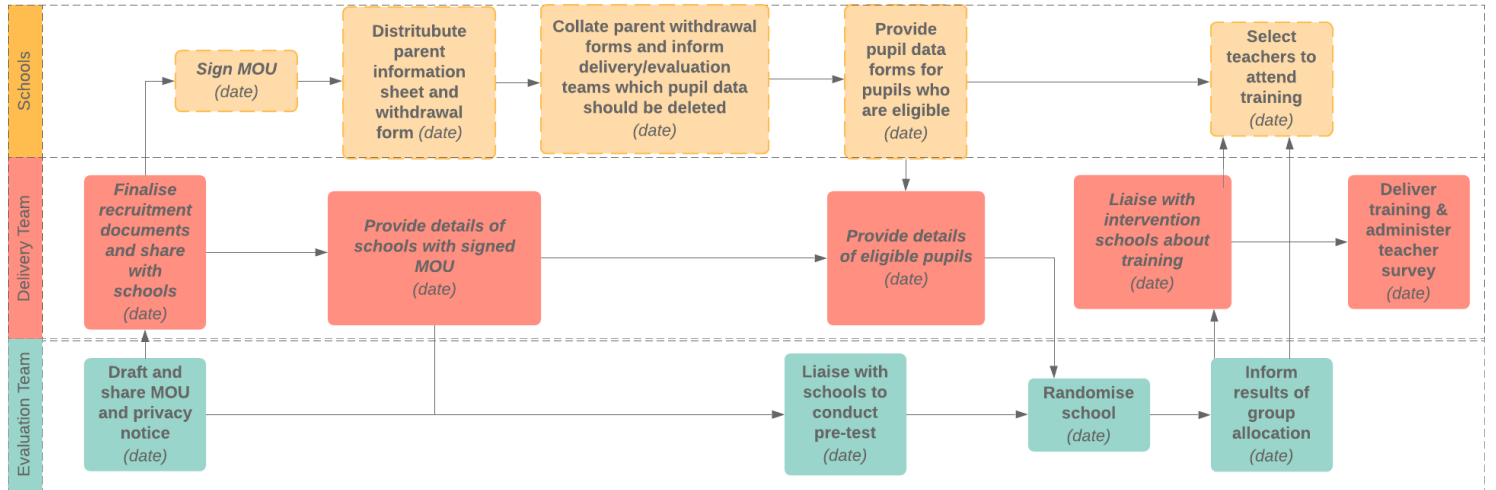 Schools
Sign MOU
(date)
Distritubute
parent
information
sheet and
withdrawal
form (date)
Collate parent withdrawal
forms and inform
delivery/evaluation
teams which pupil data
should be deleted
(date)
Provide
pupil data
forms for
pupils who
are eligible
(date)
Select
teachers to
attend
training
(date)
Delivery Team
Finalise
recruitment
documents
and share
with
schools
(date)
Provide details of
schools with signed
MOU
(date)
Provide details
of eligible pupils
(date)
Liaise with
intervention
schools about
training
(date)
Deliver
training &
administer
teacher
survey
(date)
Evaluation Team
Draft and
share MOU
and privacy
notice
(date)
Liaise with
schools to
conduct
pre-test
(date)
Randomise
school
(date)
Inform
results of
group
allocation
(date)